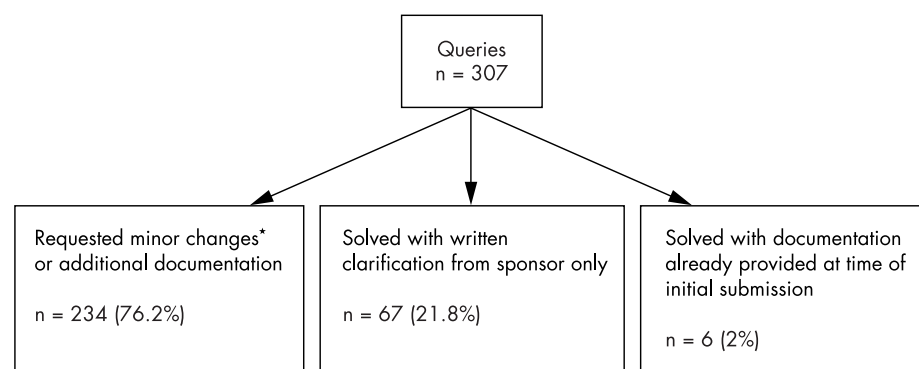 Queries
n = 307
Requested minor changes*
or additional documentation
n = 234 (76.2%)
Solved with written
clarification from sponsor only
n = 67 (21.8%)
Solved with documentation
already provided at time of
initial submission
n = 6 (2%)